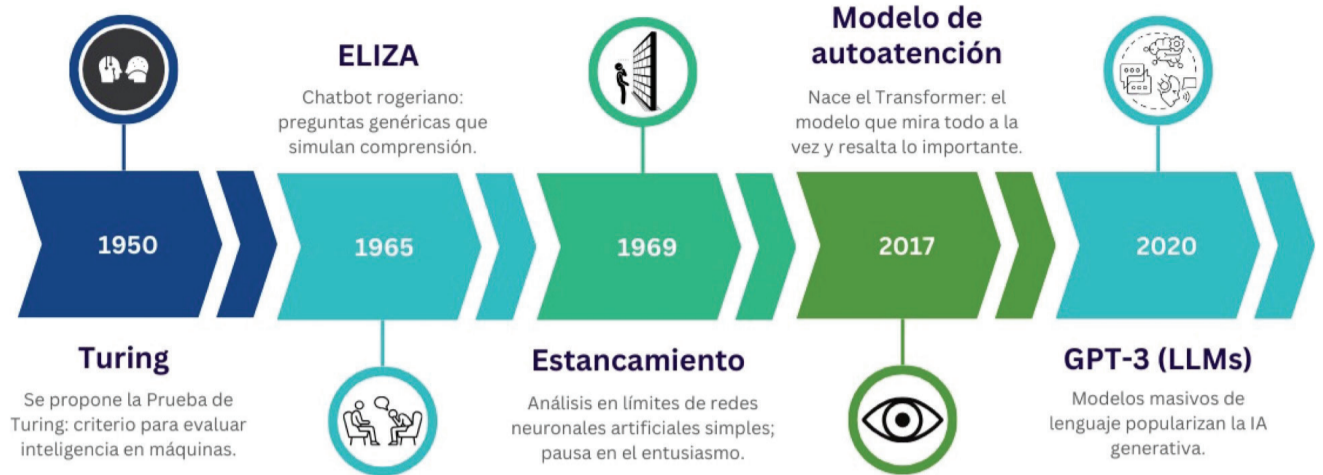 1950
Turing
Se propone la Prueba de
Turing: criterio para evaluar
inteligencia en máquinas.
ELIZA
Chatbot rogeriano:
preguntas genéricas que
simulan comprensión.
1965
1969
Estancamiento
Análisis en límites de redes
neuronales artificiales simples;
pausa en el entusiasmo.
Modelo de
autoatención
Nace el Transformer: el
modelo que mira todo a la
vez y resalta lo importante.
2017
2020
GPT-3 (LLMs)
Modelos masivos de
lenguaje popularizan la IA
generativa.